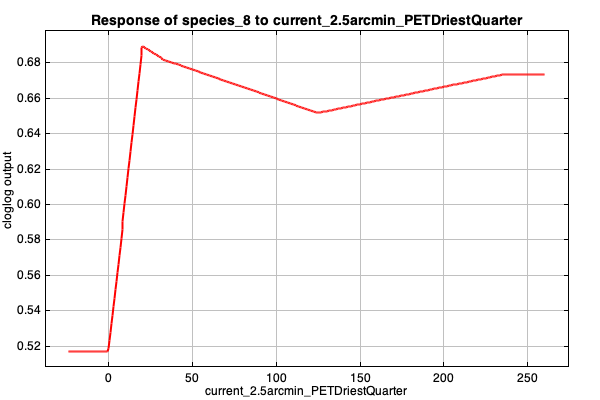 Response of species_8 to current_2.5arcmin_PETDriestQuarter
cloglog output
0.68
0.66
0.64
0.62
0.60
0.58
0.56
0.54
0.52
0 50 100 150 200 250
current_2.5arcmin_PETDriestQuarter